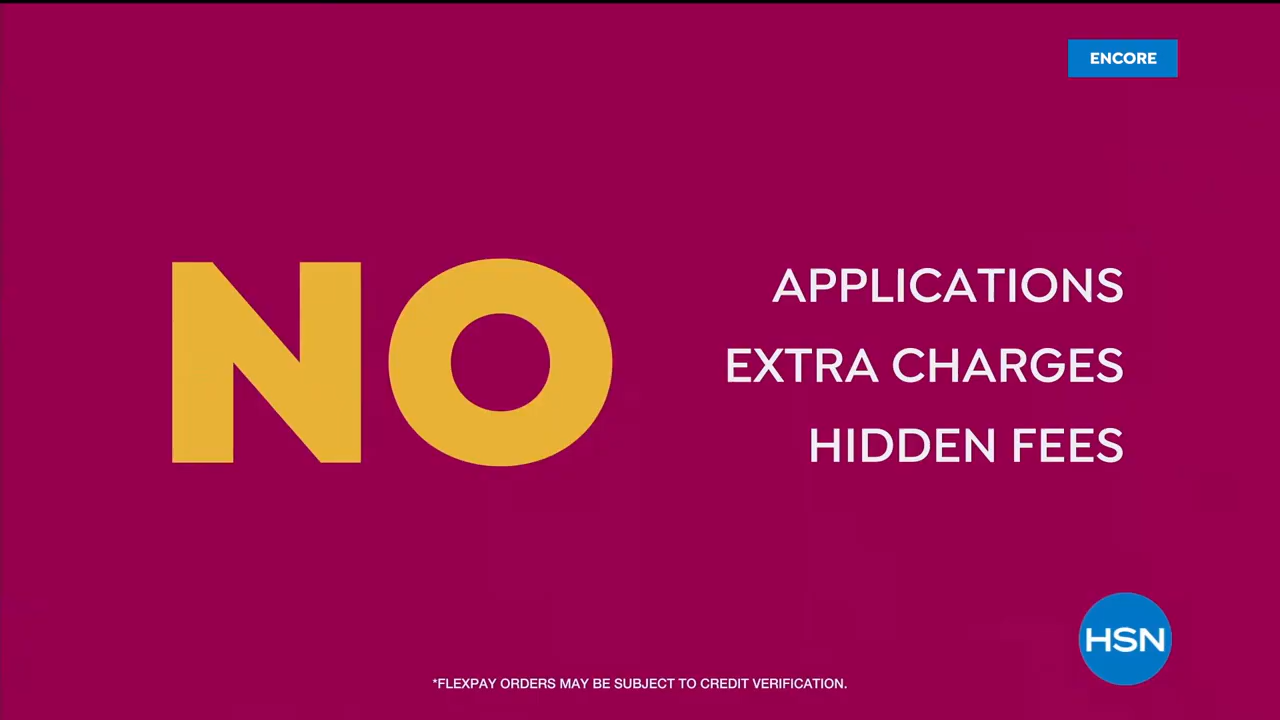 ENCORE
NO
APPLICATIONS
EXTRA CHARGES
HIDDEN FEES
HSN
*FLEXPAY ORDERS MAY BE SUBJECT TO CREDIT VERIFICATION.